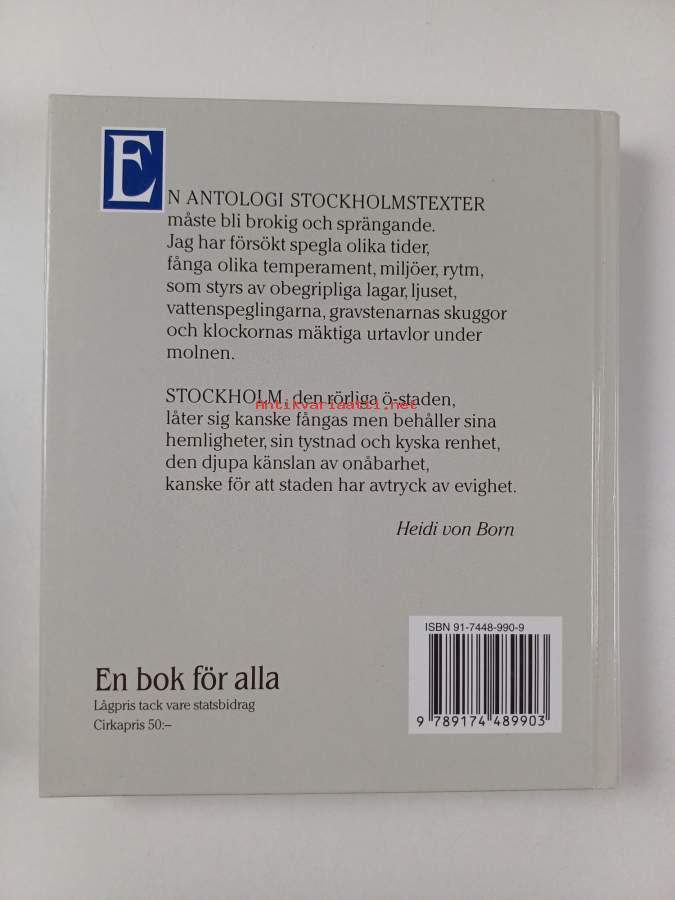 EN ANTOLOGI STOCKHOLMSTEXTER
måste bli brokig och sprängande.
Jag har försökt spegla olika tider,
fånga olika temperament, miljöer, rytm,
som styrs av obegripliga lagar, ljuset,
vattenspeglingarna, gravstenarnas skuggor
och klockornas mäktiga urtavlor under
molnen.
STOCKHOLM, den rörliga ö-staden,
Antikvariaatti.net
låter sig kanske fångas men behåller sina
hemligheter, sin tystnad och kyska renhet,
den djupa känslan av onåbarhet,
kanske för att staden har avtryck av evighet.
Heidi von Born
ISBN 91-7448-990-9
9 789174 489903
En bok för alla
Lågpris tack vare statsbidrag
Cirkapris 50:–